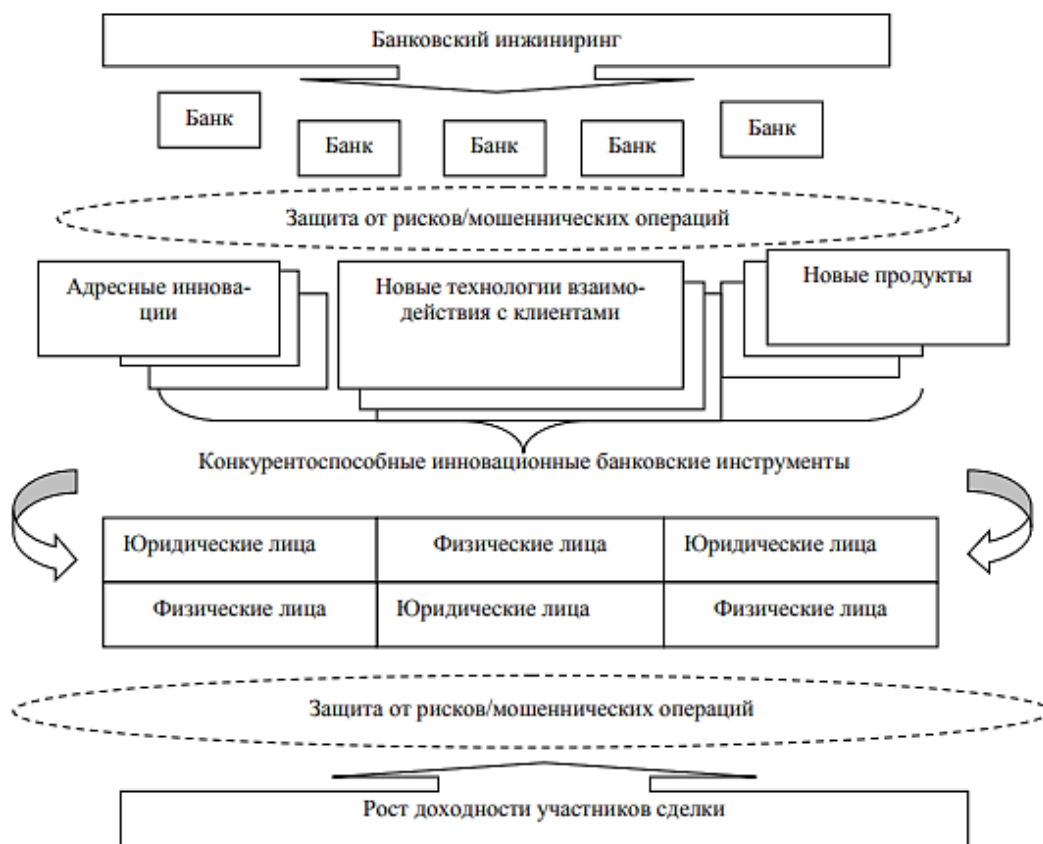 Банковский инжиниринг
Банк
Банк
Банк
Банк
Банк
Защита от рисков/мошеннических операций
Адресные иннова-
ции
Новые технологии взаимо-
действия с клиентами
Новые продукты
Конкурентоспособные инновационные банковские инструменты
Юридические лица
Физические лица
Юридические лица
Физические лица
Юридические лица
Физические лица
Защита от рисков/мошеннических операций
Рост доходности участников сделки